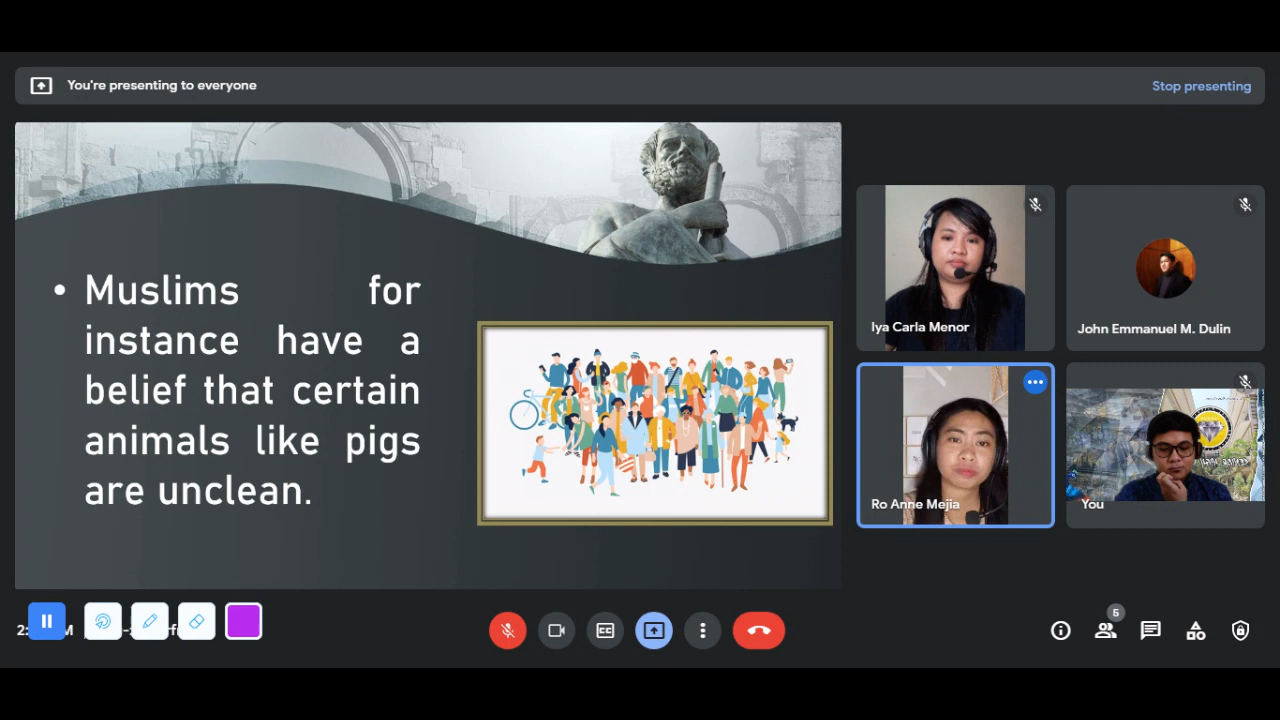 You're presenting to everyone
Stop presenting
• Muslims for
instance have a
belief that certain
animals like pigs
are unclean.
Iya Carla Menor
John Emmanuel M. Dulin
Ro Anne Mejia
You
CC
5